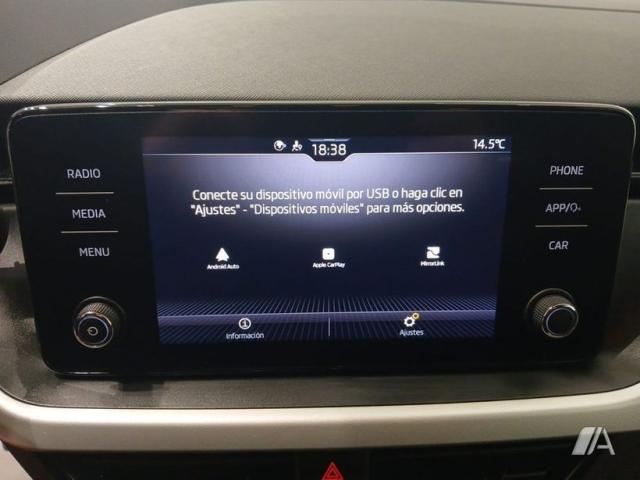 18:38
14.5°C
RADIO
MEDIA
MENU
Conecte su dispositivo móvil por USB o haga clic en
"Ajustes" - "Dispositivos móviles" para más opciones.
Android Auto
Apple CarPlay
MirrorLink
Información
Ajustes
PHONE
APP/
CAR